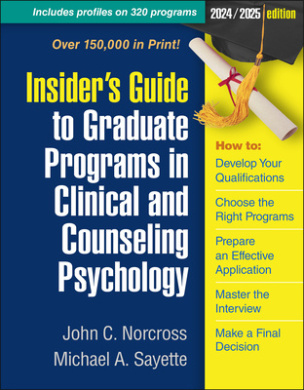 Includes profiles on 320 programs
2024/2025 edition
Over 150,000 in Print!
Insider's Guide
to Graduate
Programs in
Clinical and
Counseling
Psychology
John C. Norcross
Michael A. Sayette
How to:
Develop Your
Qualifications
Choose the
Right Programs
Prepare
an Effective
Application
Master the
Interview
Make a Final
Decision